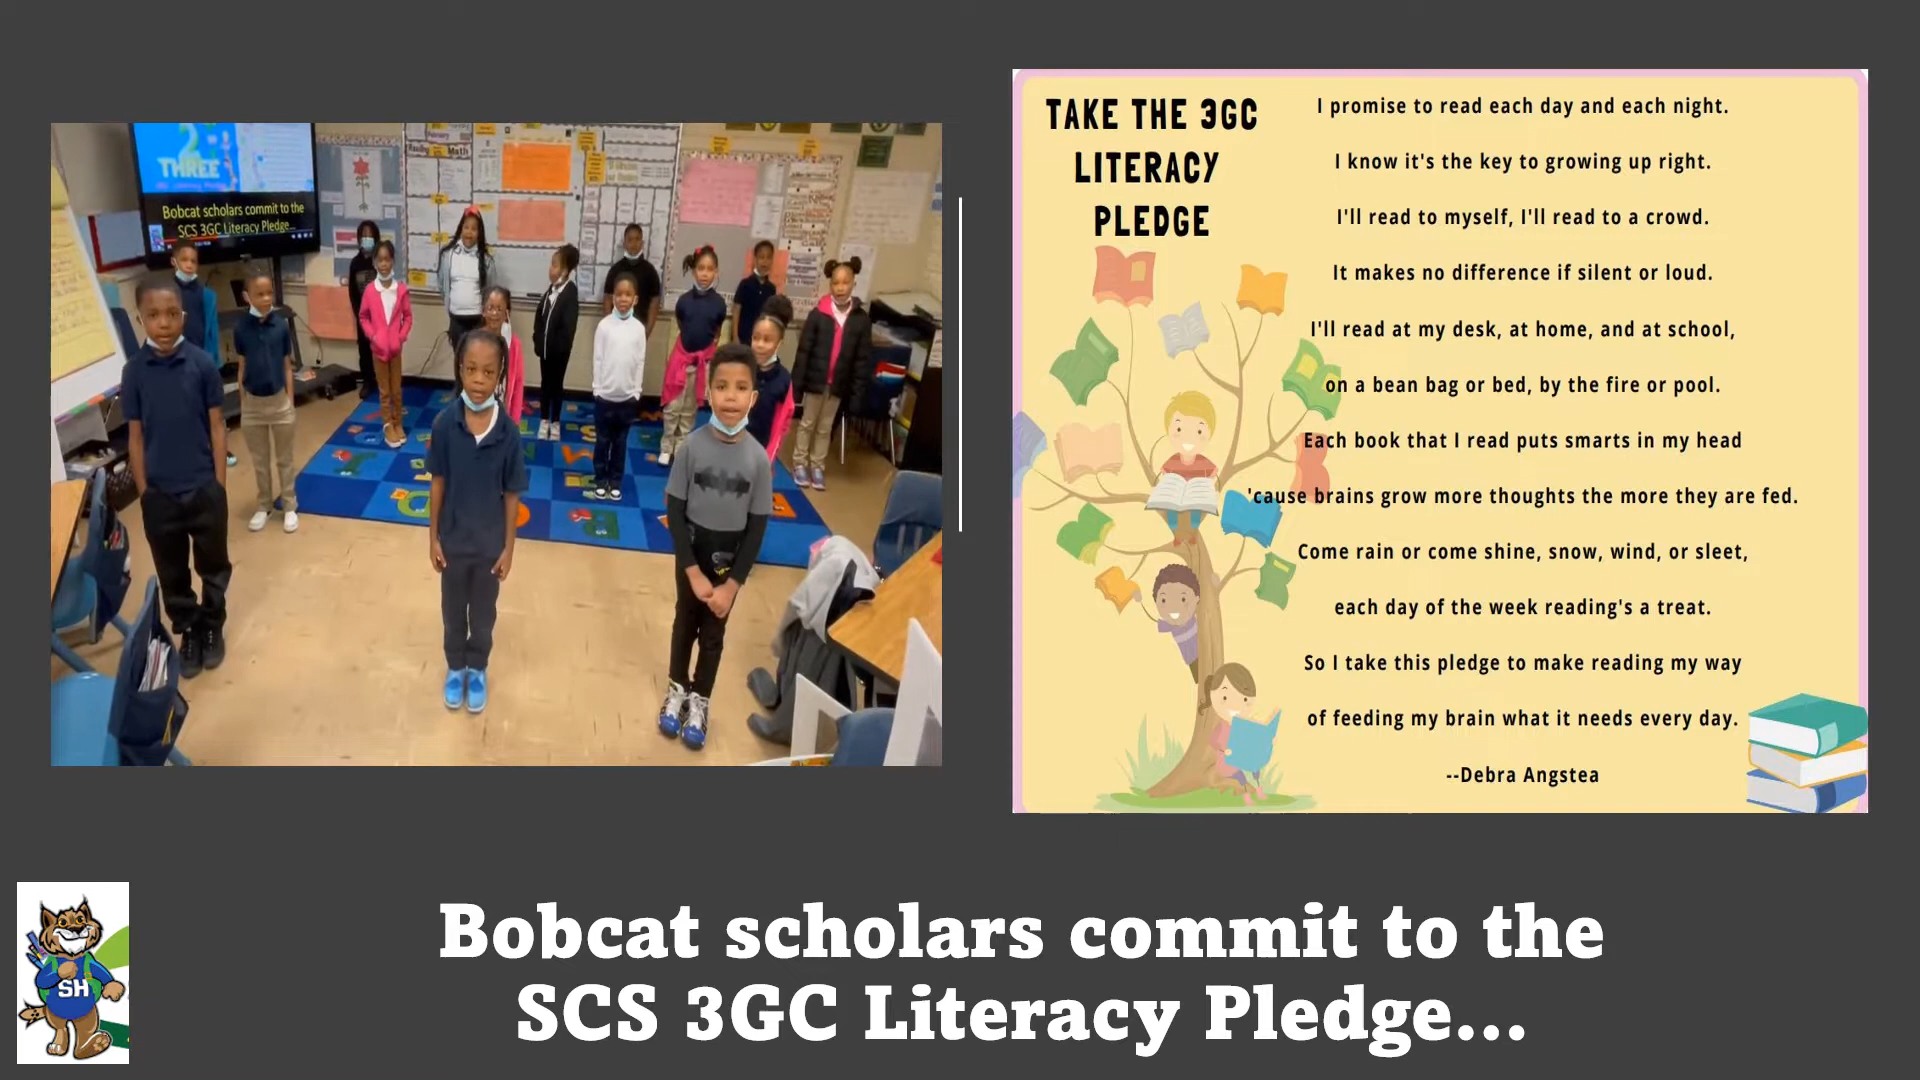 THREE
Bobcat scholars commit to the
SCS 3GC Literacy Pledge...
Reading
Math
TAKE THE 3GC
LITERACY
PLEDGE
I promise to read each day and each night.
I know it's the key to growing up right.
I'll read to myself, I'll read to a crowd.
It makes no difference if silent or loud.
I'll read at my desk, at home, and at school,
on a bean bag or bed, by the fire or pool.
Each book that I read puts smarts in my head
'cause brains grow more thoughts the more they are fed.
Come rain or come shine, snow, wind, or sleet,
each day of the week reading's a treat.
So I take this pledge to make reading my way
of feeding my brain what it needs every day.
--Debra Angstea
SH
Bobcat scholars commit to the
SCS 3GC Literacy Pledge...